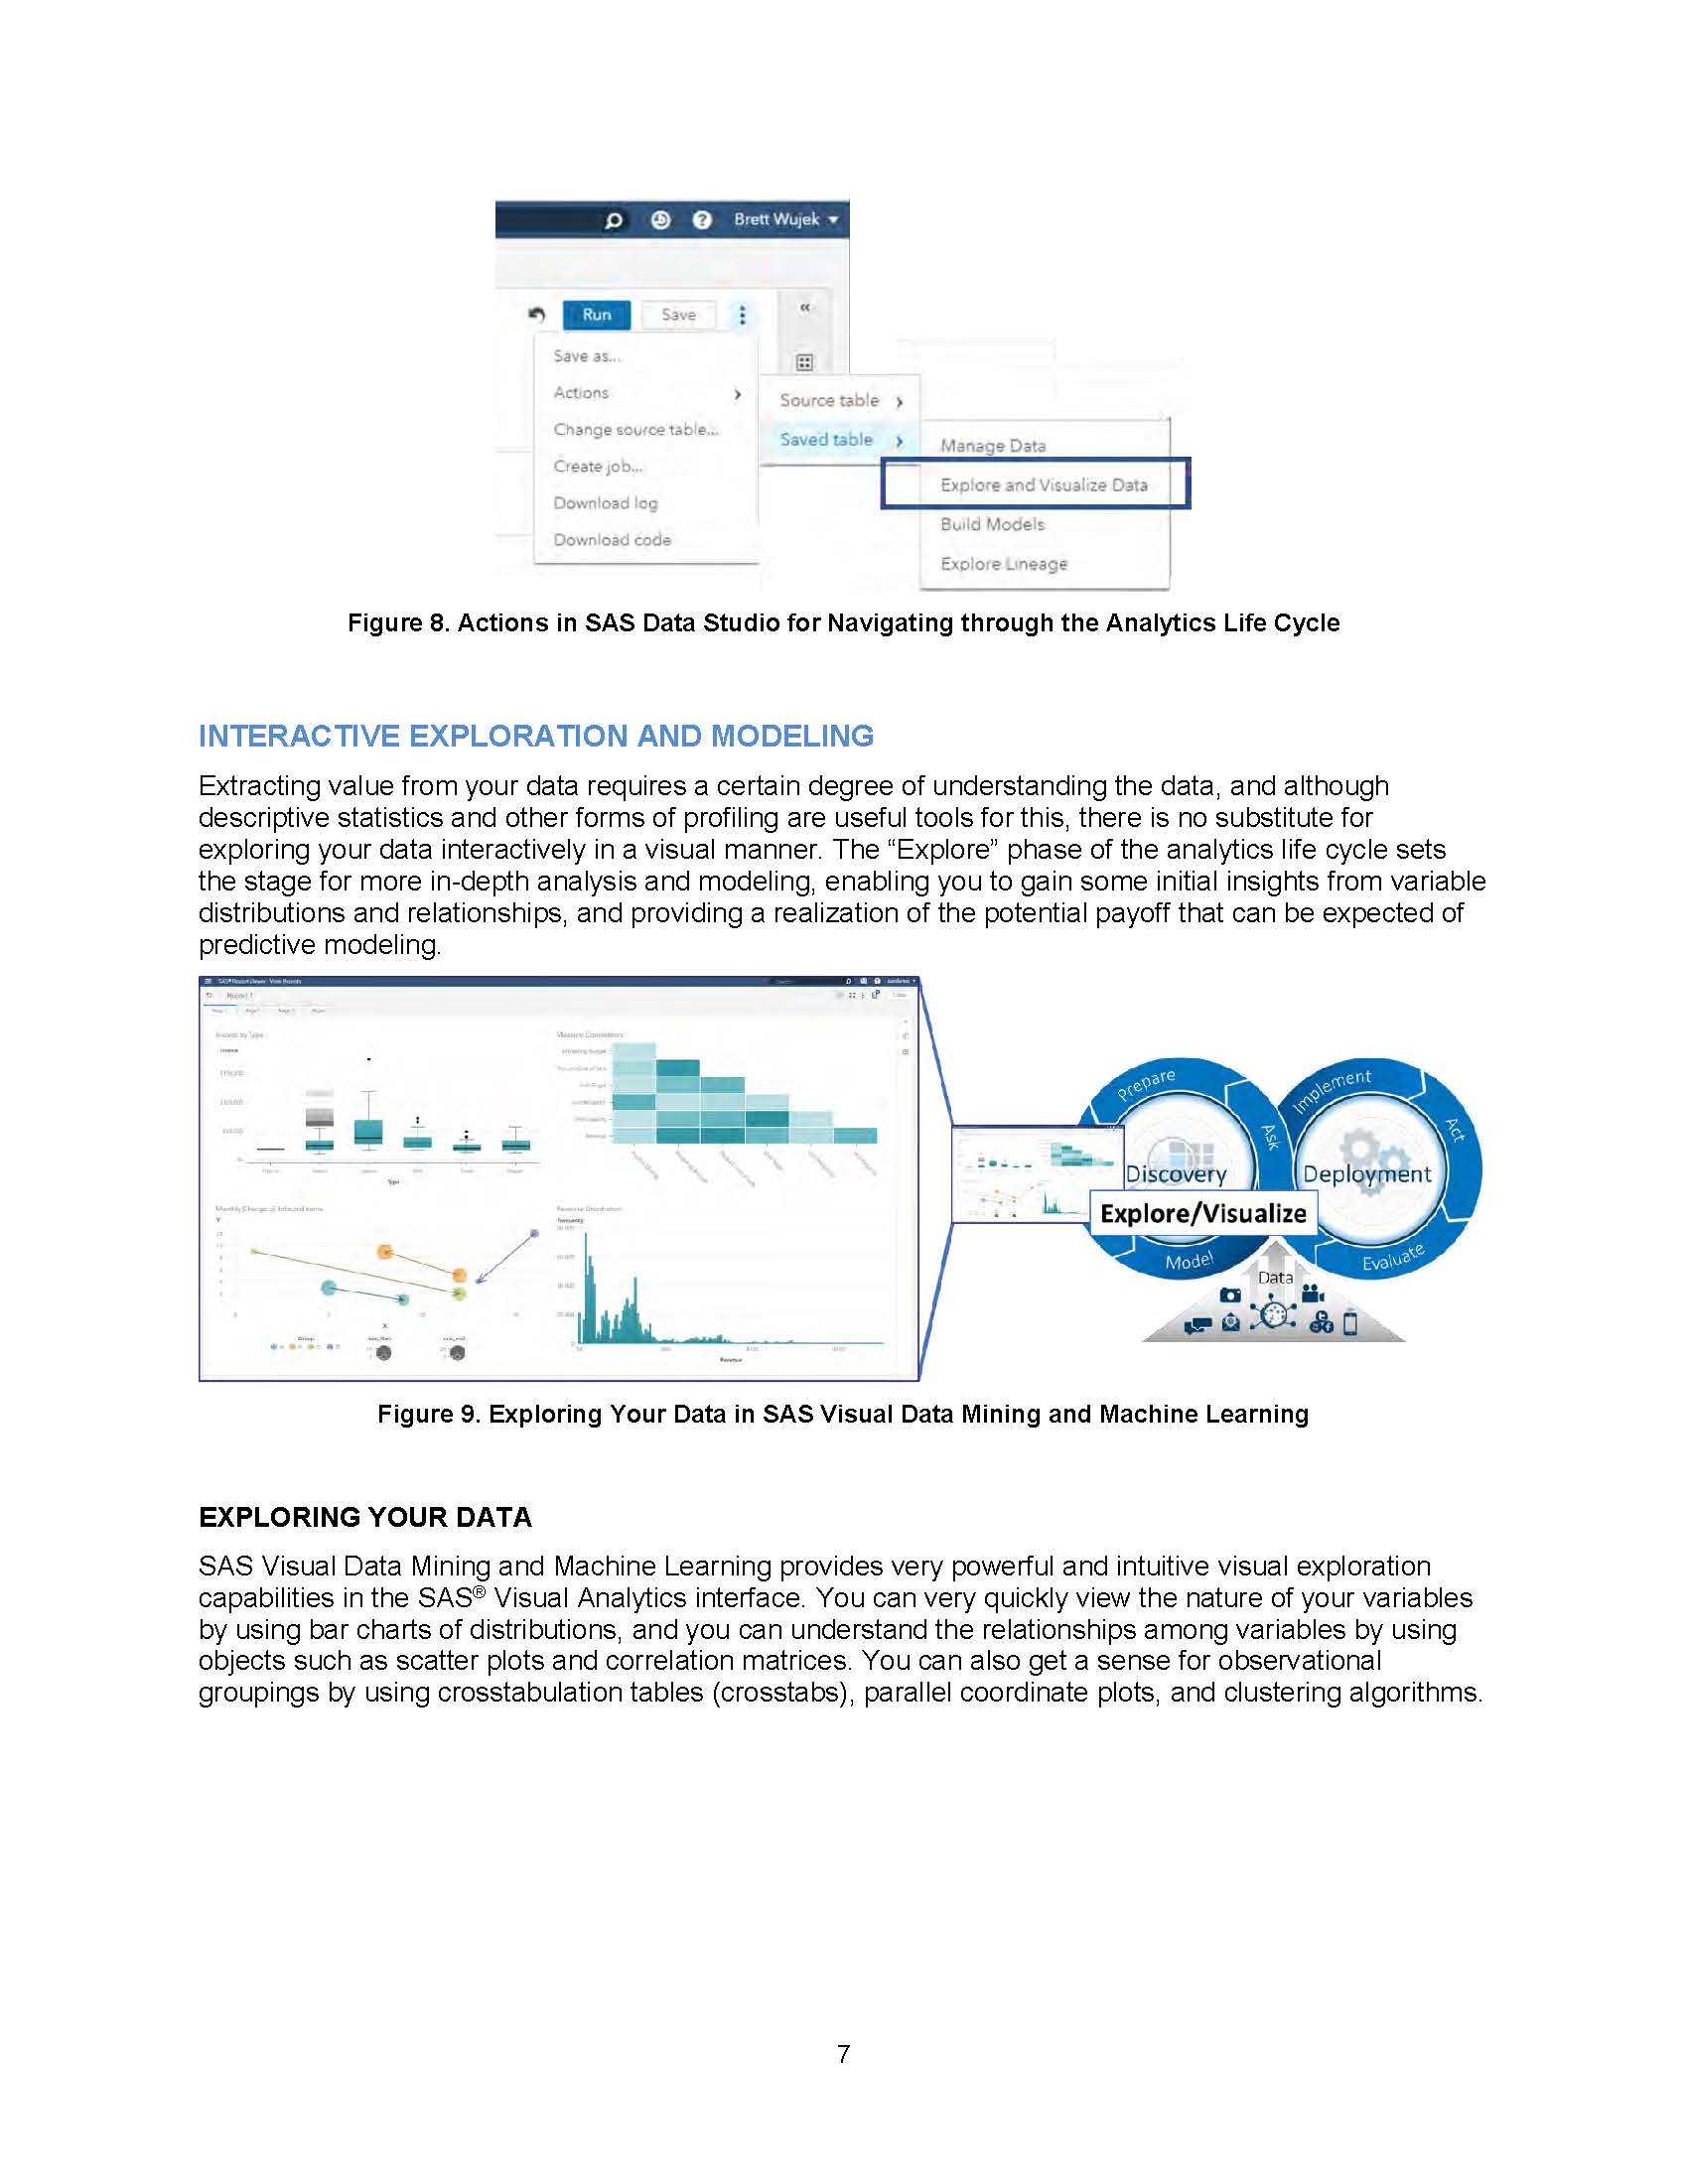 Brett Wujek
Run
Save
Save as...
Actions
Change source table...
Create job...
Download log
Download code
Source table
Saved table
Manage Data
Explore and Visualize Data
Build Models
Explore Lineage
Figure 8. Actions in SAS Data Studio for Navigating through the Analytics Life Cycle
INTERACTIVE EXPLORATION AND MODELING
Extracting value from your data requires a certain degree of understanding the data, and although
descriptive statistics and other forms of profiling are useful tools for this, there is no substitute for
exploring your data interactively in a visual manner. The “Explore” phase of the analytics life cycle sets
the stage for more in-depth analysis and modeling, enabling you to gain some initial insights from variable
distributions and relationships, and providing a realization of the potential payoff that can be expected of
predictive modeling.
Report 1
Type
Measure Correlations
Revenue Distribution
Frequency
Revenue
Group
Prepare
Ask
Discovery
Explore/Visualize
Model
Implement
Act
Deployment
Evaluate
Data
Figure 9. Exploring Your Data in SAS Visual Data Mining and Machine Learning
EXPLORING YOUR DATA
SAS Visual Data Mining and Machine Learning provides very powerful and intuitive visual exploration
capabilities in the SAS® Visual Analytics interface. You can very quickly view the nature of your variables
by using bar charts of distributions, and you can understand the relationships among variables by using
objects such as scatter plots and correlation matrices. You can also get a sense for observational
groupings by using crosstabulation tables (crosstabs), parallel coordinate plots, and clustering algorithms.
7